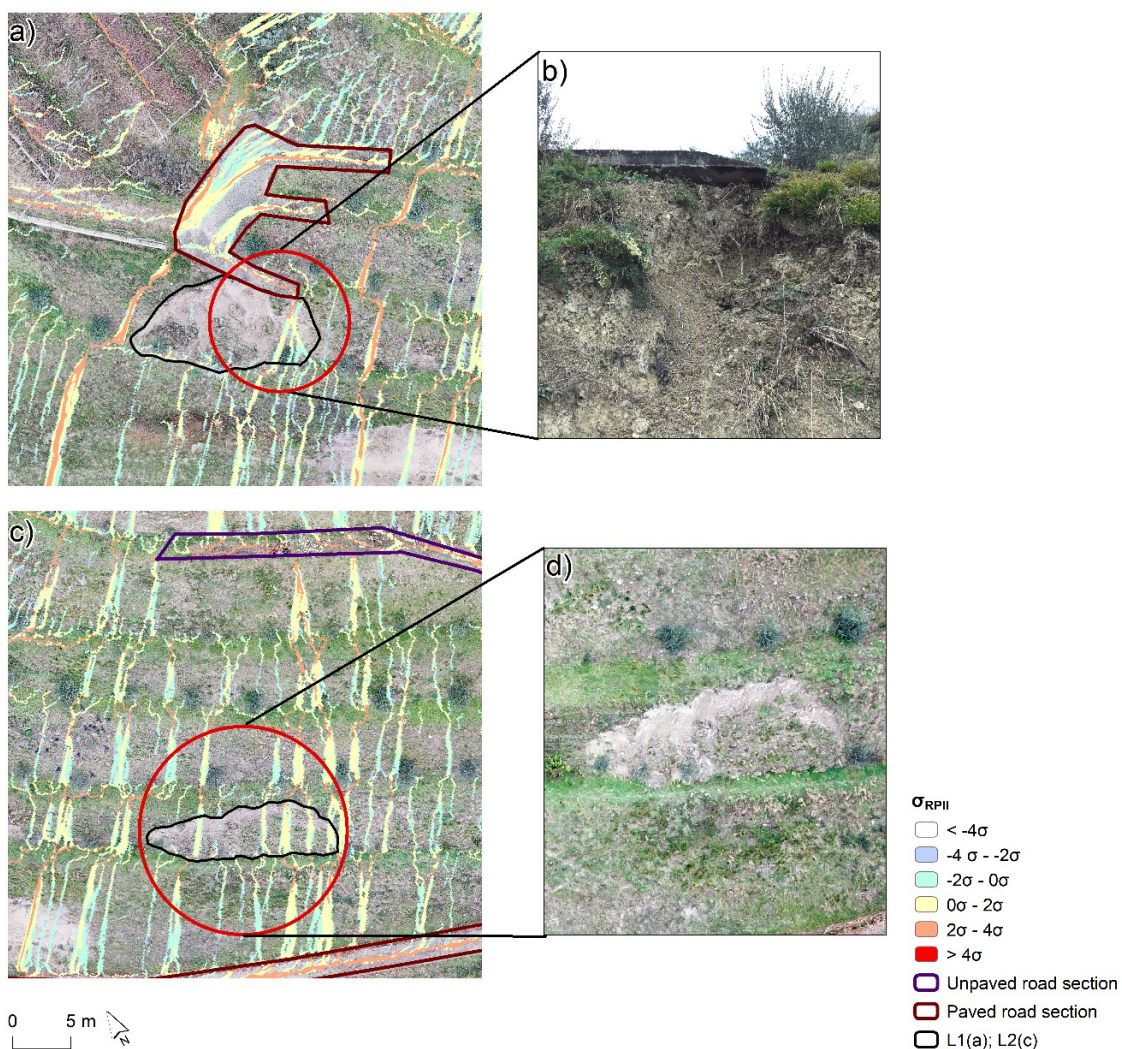 a)
b)
c)
d)
σRPII
< -4σ
-4 σ - -2σ
-2σ - 0σ
0σ - 2σ
2σ - 4σ
> 4σ
Unpaved road section
Paved road section
L1(a); L2(c)
0 5 m
N